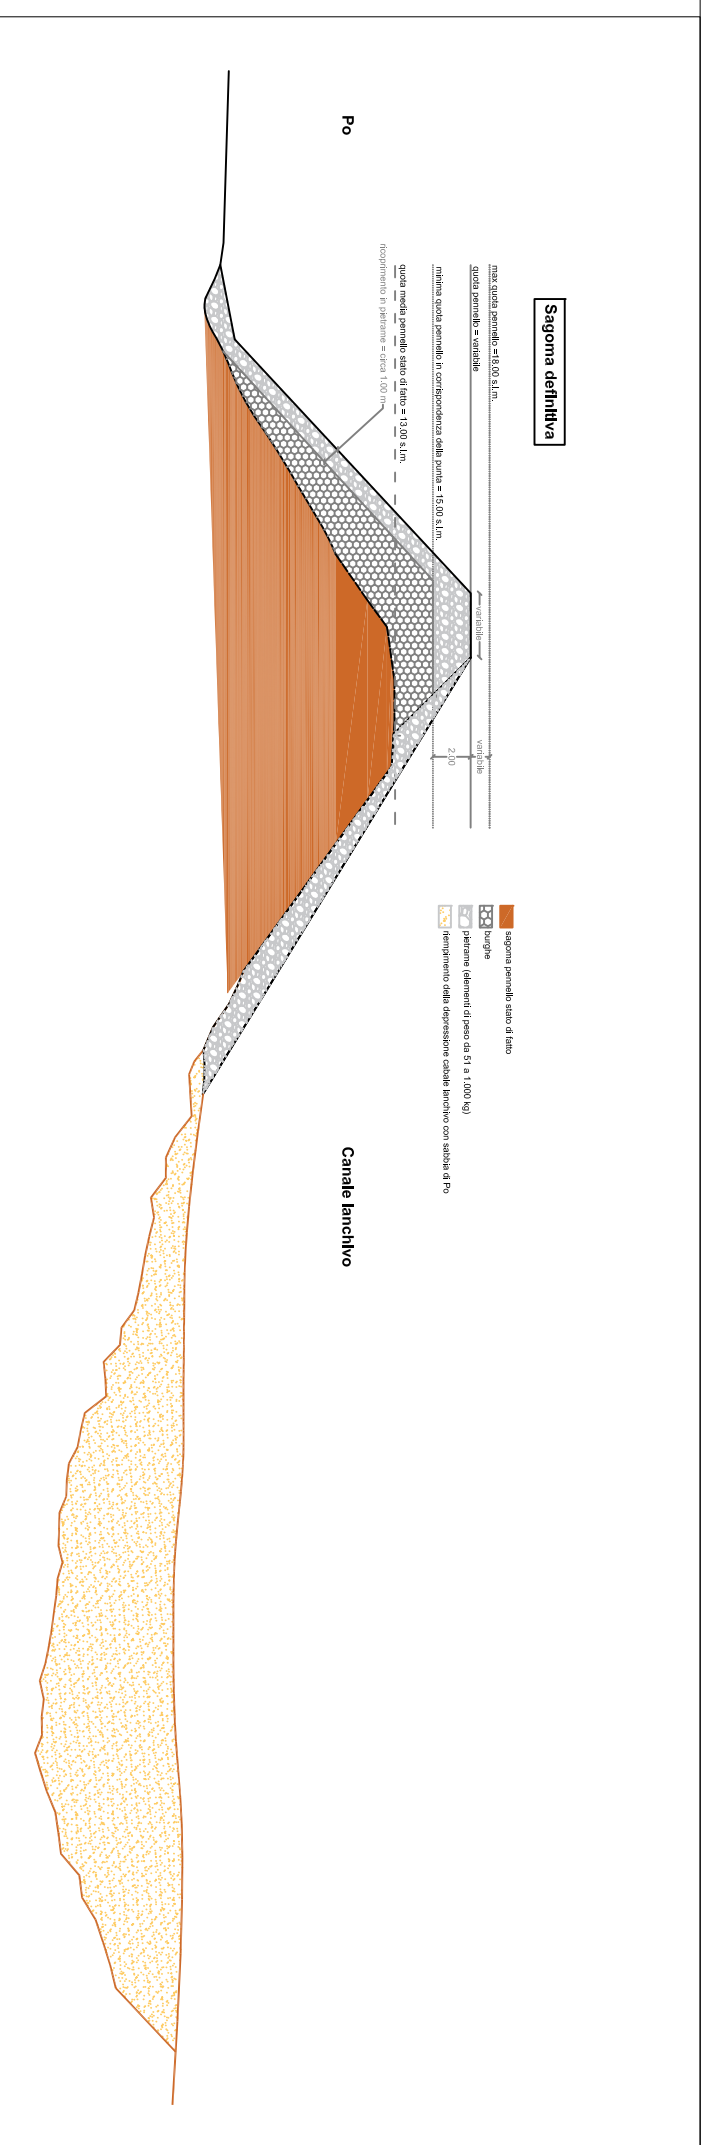 Sagoma definitiva
max quota pennello =18.00 s.l.m.
quota pennello = variabile
minima quota pennello in corrispondenza della punta = 15.00 s.l.m.
quota media pennello stato di fatto = 13.00 s.l.m.
ricoprimento in pietrame = circa 1.00 m
variabile
variabile
2.00
Po
Canale lanchivo
sagoma pennello stato di fatto
burghe
pietrame (elementi di peso da 51 a 1.000 kg)
riempimento della depressione cabale lanchivo con sabbia di Po